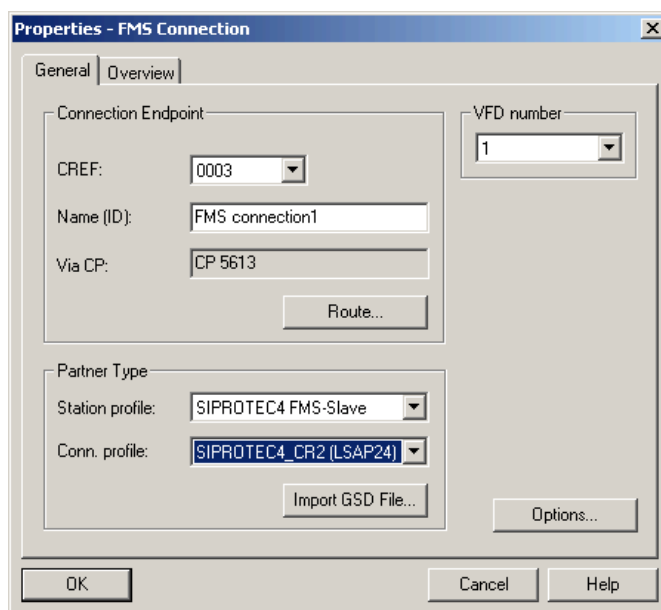 Properties - FMS Connection
General Overview
Connection Endpoint
CREF: 0003
Name (ID): FMS connection1
Via CP: CP 5613
Route...
VFD number
1
Partner Type
Station profile: SIPROTEC4 FMS-Slave
Conn. profile: SIPROTEC4_CR2 (LSAP24)
Import GSD File...
Options...
OK Cancel Help